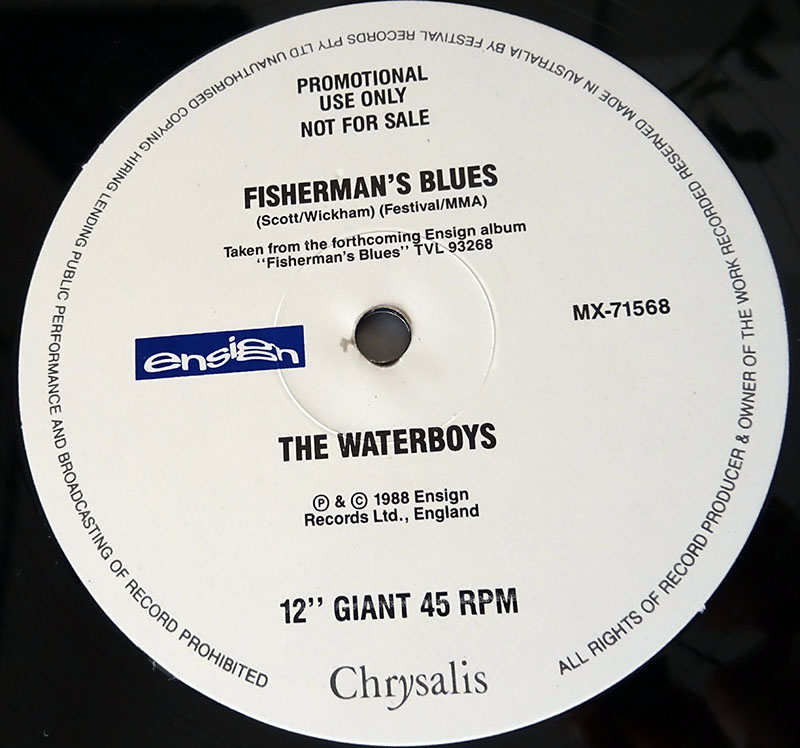 PROMOTIONAL
USE ONLY
NOT FOR SALE
FISHERMAN'S BLUES
(Scott/Wickham) (Festival/MMA)
Taken from the forthcoming Ensign album
“Fisherman's Blues” TVL 93268
MX-71568
ensign
THE WATERBOYS
Ⓟ & © 1988 Ensign
Records Ltd., England
12” GIANT 45 RPM
Chrysalis
ALL RIGHTS OF RECORD PRODUCER & OWNER OF THE WORK RECORDED RESERVED MADE IN AUSTRALIA BY FESTIVAL RECORDS PTY LTD UNAUTHORISED COPYING HIRING LENDING PUBLIC PERFORMANCE AND BROADCASTING OF RECORD PROHIBITED